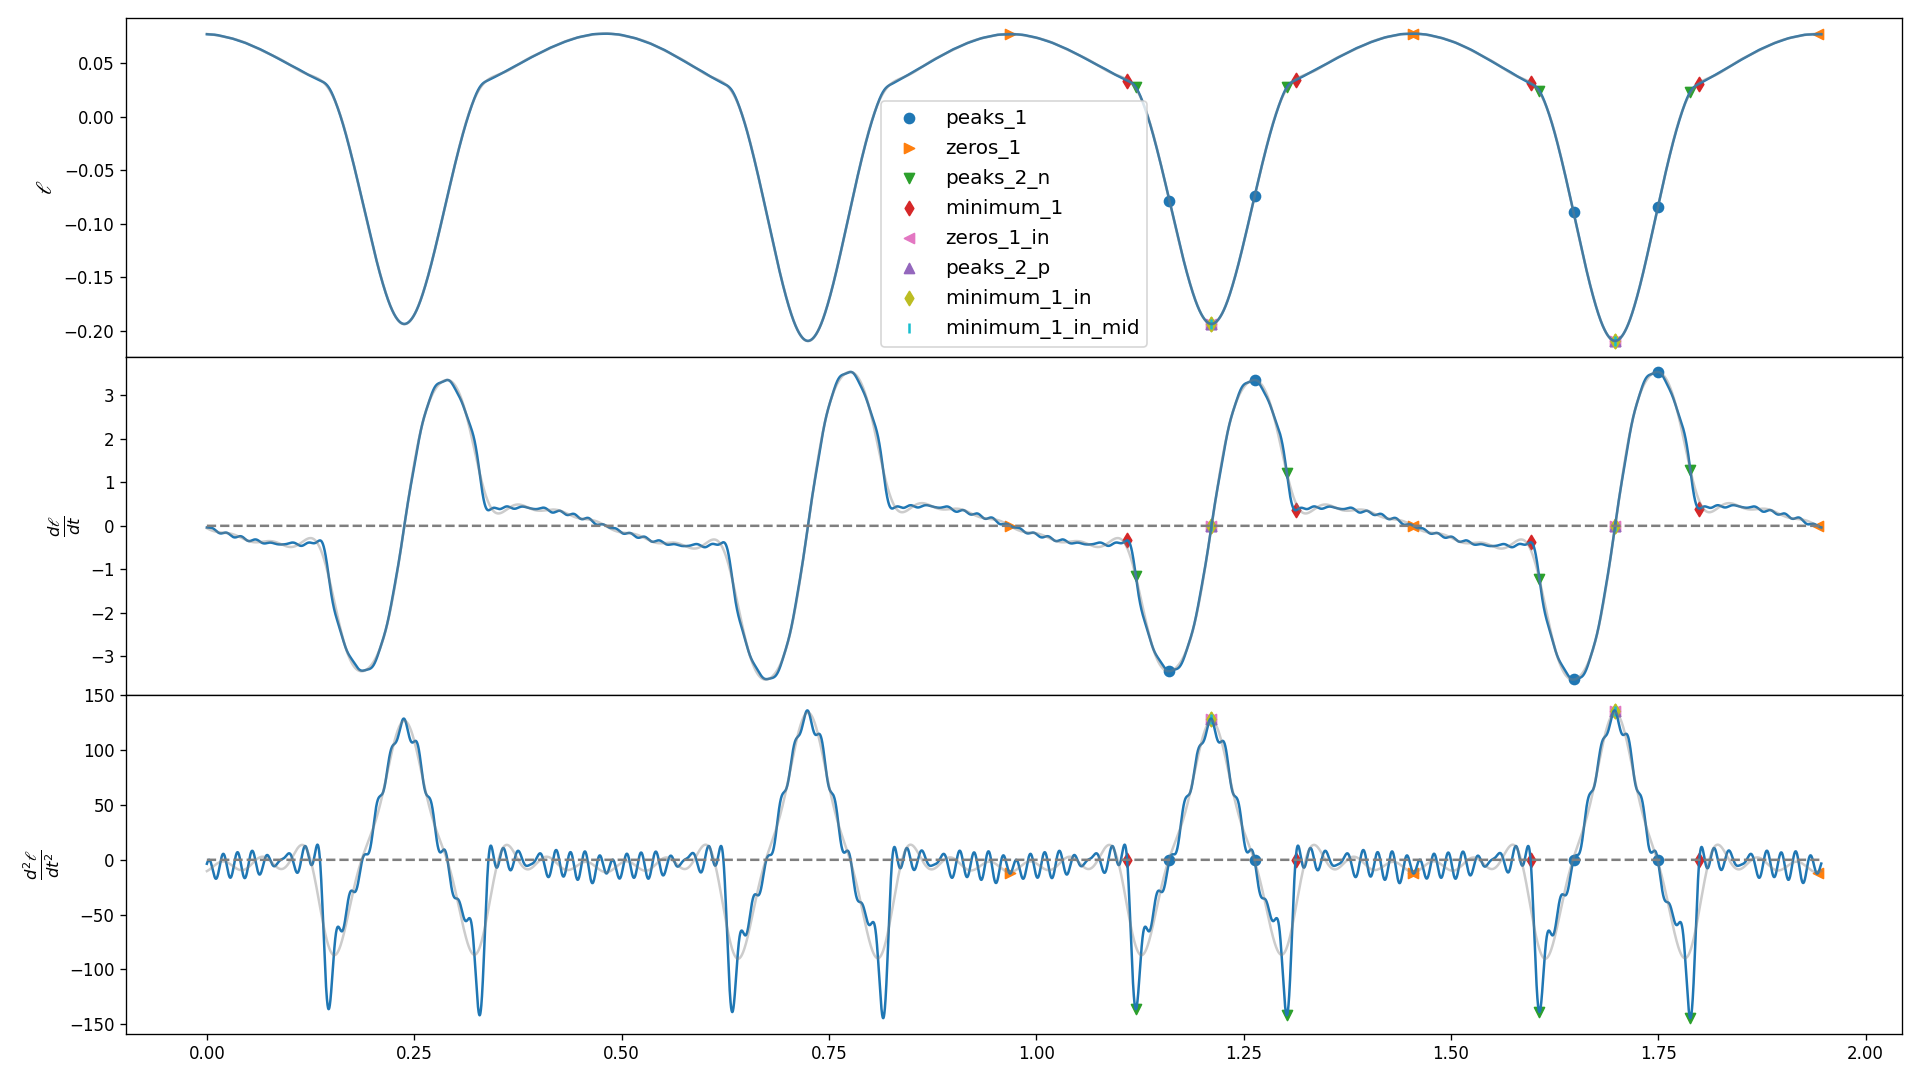 0.05
0.00
−0.05
−0.10
−0.15
−0.20
ℓ
peaks_1
zeros_1
peaks_2_n
minimum_1
zeros_1_in
peaks_2_p
minimum_1_in
minimum_1_in_mid
3
2
1
0
−1
−2
−3
dℓ
dt
150
100
50
0
−50
−100
−150
d²ℓ
dt²
0.00 0.25 0.50 0.75 1.00 1.25 1.50 1.75 2.00